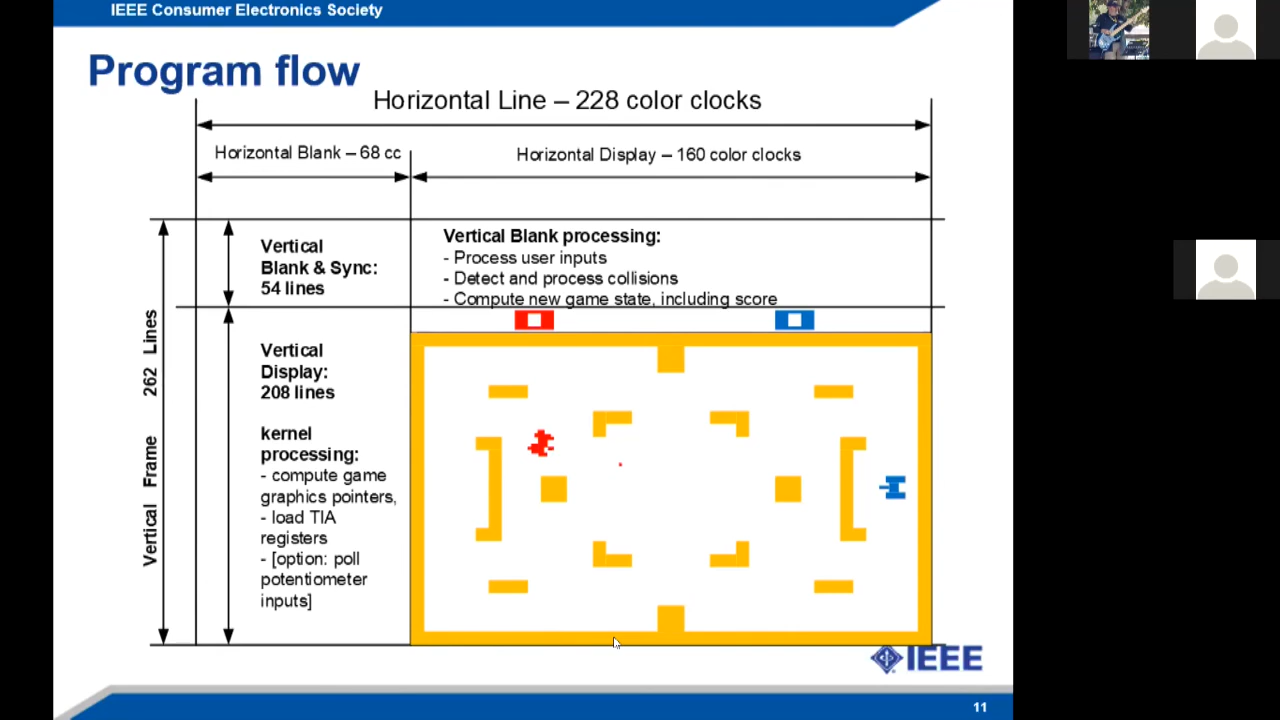 IEEE Consumer Electronics Society
Program flow
Horizontal Line – 228 color clocks
Horizontal Blank – 68 cc
Horizontal Display – 160 color clocks
Vertical
Blank & Sync:
54 lines
Vertical Blank processing:
- Process user inputs
- Detect and process collisions
- Compute new game state, including score
Vertical Frame 262 Lines
Vertical
Display:
208 lines
kernel
processing:
- compute game
graphics pointers,
- load TIA
registers
- [option: poll
potentiometer
inputs]
IEEE
11